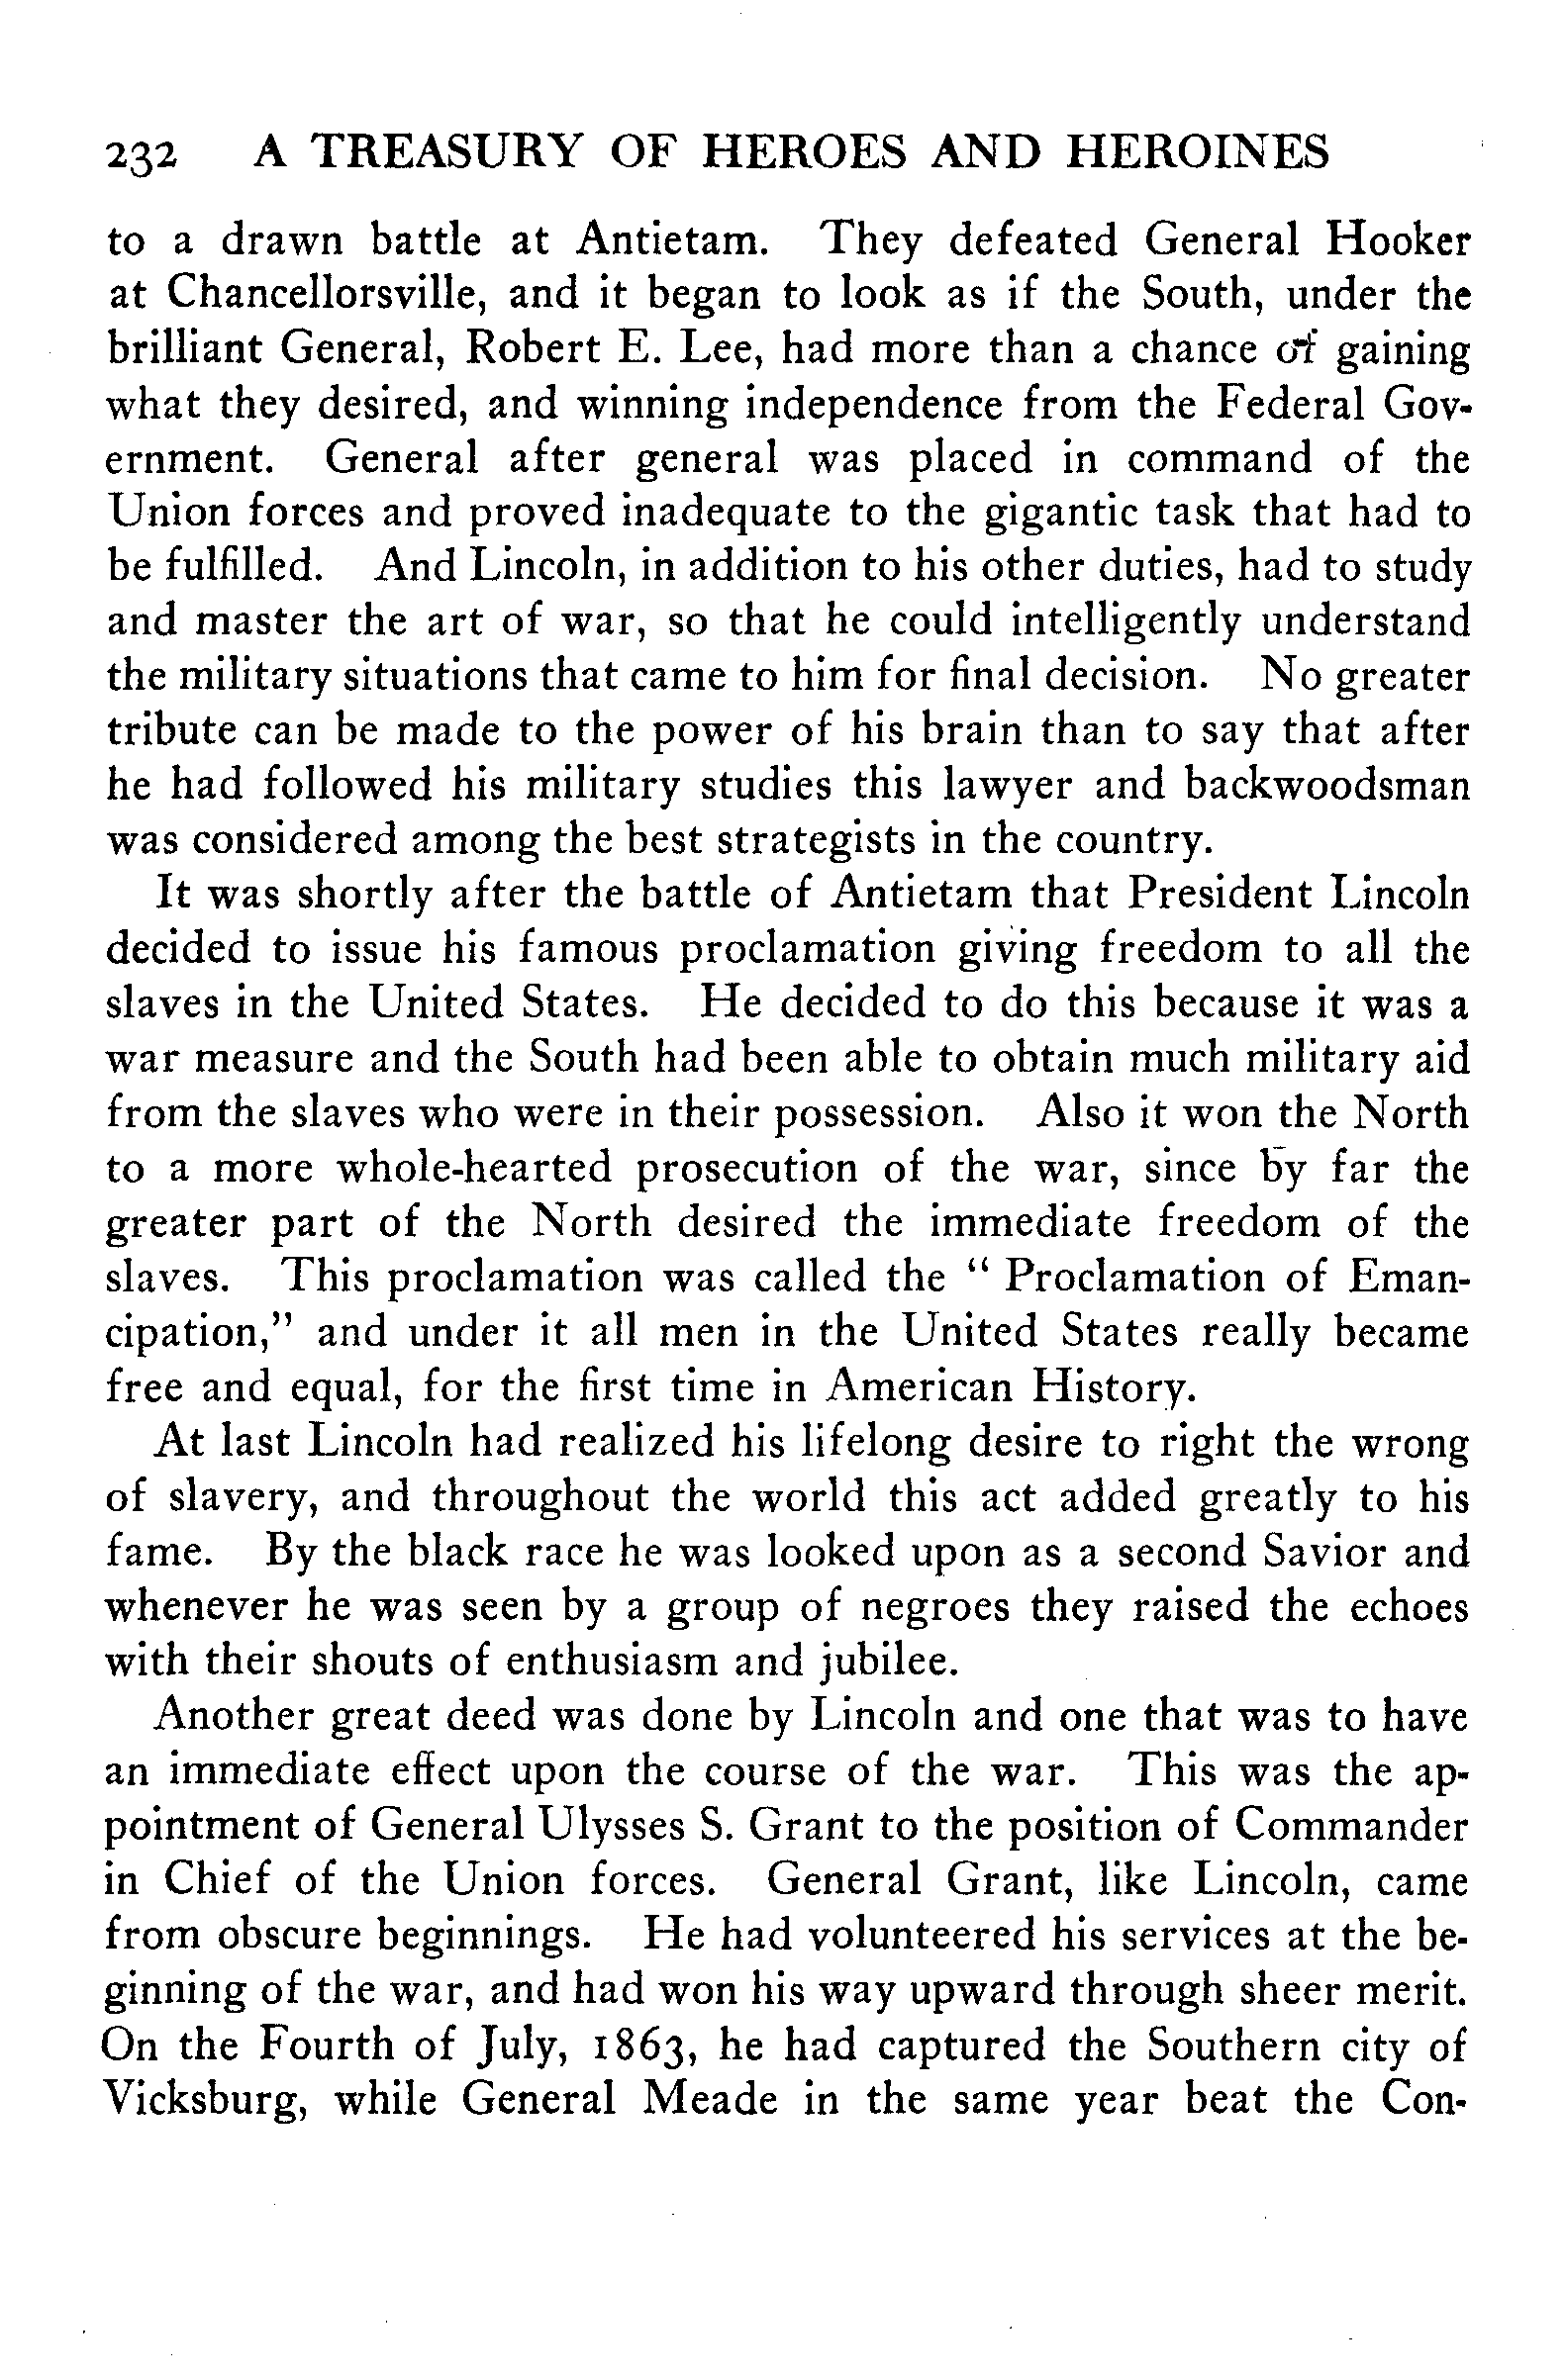 232 A TREASURY OF HEROES AND HEROINES
to a drawn battle at Antietam. They defeated General Hooker
at Chancellorsville, and it began to look as if the South, under the
brilliant General, Robert E. Lee, had more than a chance of gaining
what they desired, and winning independence from the Federal Gov-
ernment. General after general was placed in command of the
Union forces and proved inadequate to the gigantic task that had to
be fulfilled. And Lincoln, in addition to his other duties, had to study
and master the art of war, so that he could intelligently understand
the military situations that came to him for final decision. No greater
tribute can be made to the power of his brain than to say that after
he had followed his military studies this lawyer and backwoodsman
was considered among the best strategists in the country.
It was shortly after the battle of Antietam that President Lincoln
decided to issue his famous proclamation giving freedom to all the
slaves in the United States. He decided to do this because it was a
war measure and the South had been able to obtain much military aid
from the slaves who were in their possession. Also it won the North
to a more whole-hearted prosecution of the war, since by far the
greater part of the North desired the immediate freedom of the
slaves. This proclamation was called the “ Proclamation of Eman-
cipation,” and under it all men in the United States really became
free and equal, for the first time in American History.
At last Lincoln had realized his lifelong desire to right the wrong
of slavery, and throughout the world this act added greatly to his
fame. By the black race he was looked upon as a second Savior and
whenever he was seen by a group of negroes they raised the echoes
with their shouts of enthusiasm and jubilee.
Another great deed was done by Lincoln and one that was to have
an immediate effect upon the course of the war. This was the ap-
pointment of General Ulysses S. Grant to the position of Commander
in Chief of the Union forces. General Grant, like Lincoln, came
from obscure beginnings. He had volunteered his services at the be-
ginning of the war, and had won his way upward through sheer merit.
On the Fourth of July, 1863, he had captured the Southern city of
Vicksburg, while General Meade in the same year beat the Con-